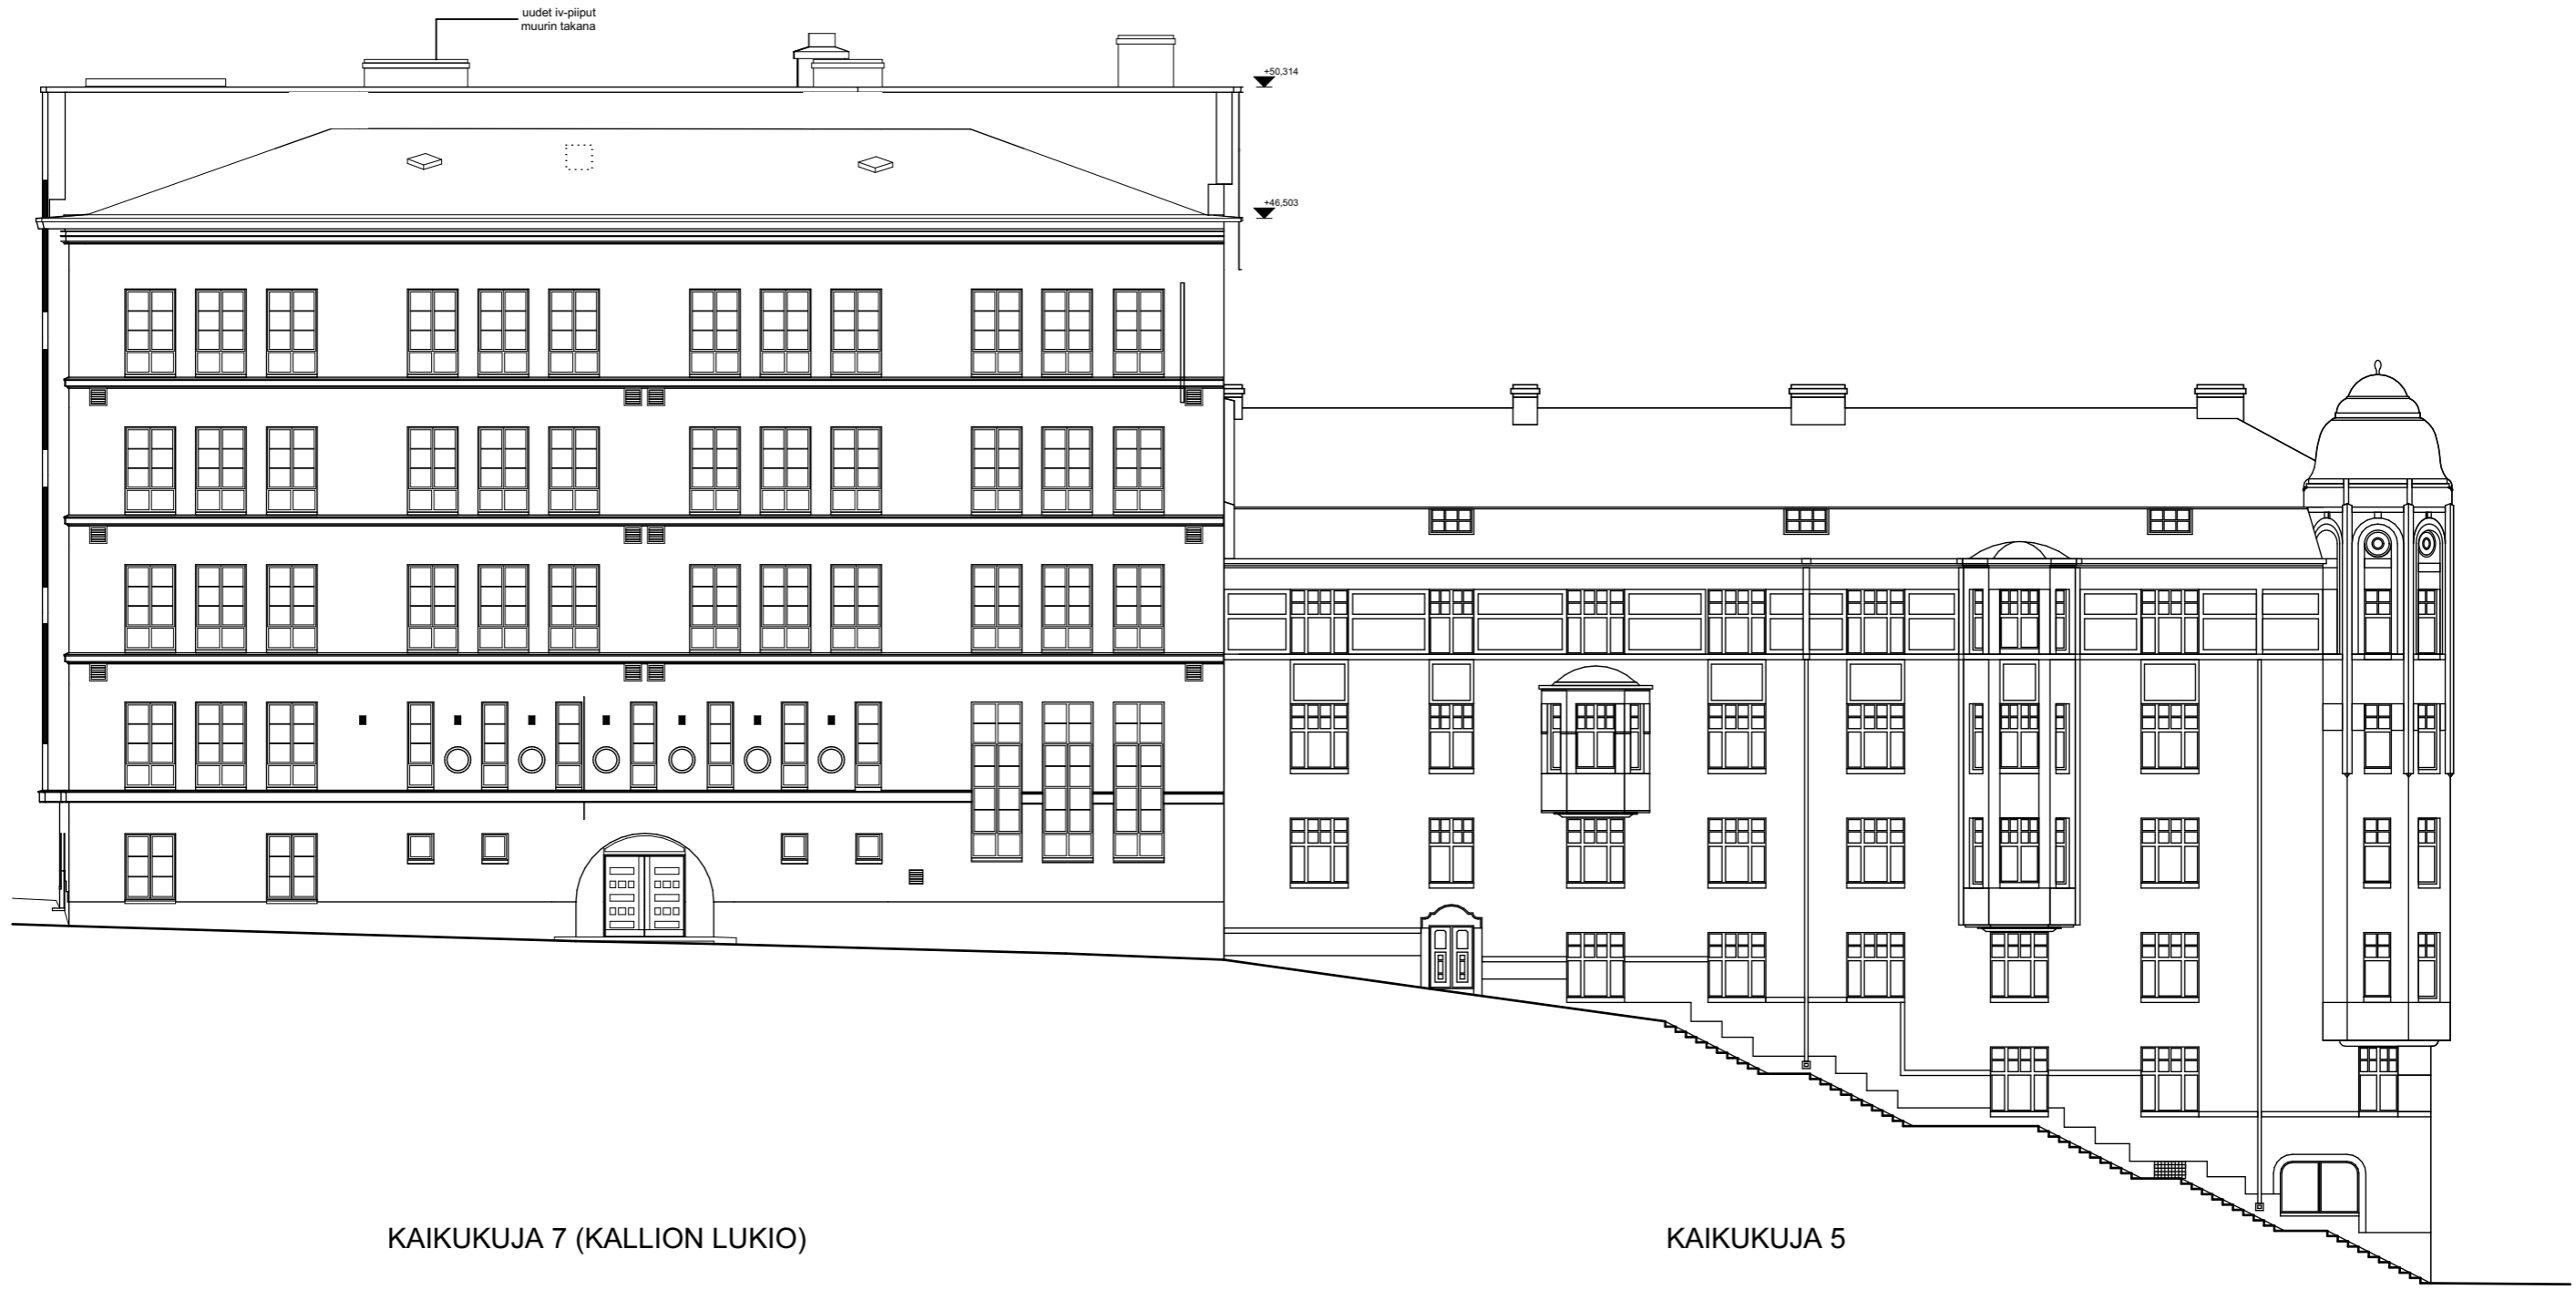 uudet iv-piiput
muurin takana
+50,314
+46,503
KAIKUKUJA 7 (KALLION LUKIO)
KAIKUKUJA 5